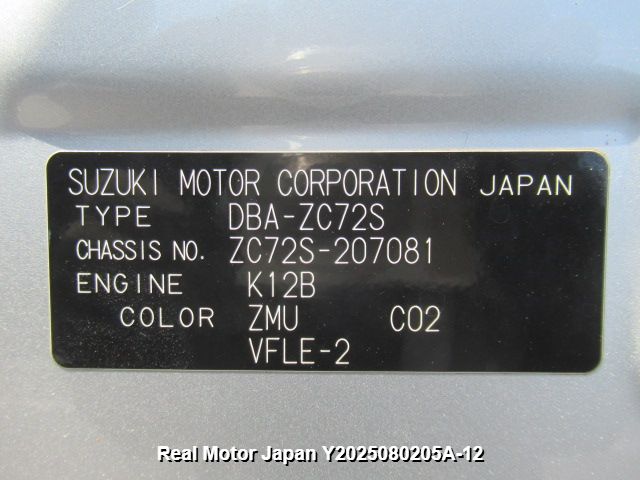 SUZUKI MOTOR CORPORATION JAPAN
TYPE DBA-ZC72S
CHASSIS NO. ZC72S-207081
ENGINE K12B
COLOR ZMU C02
VFLE-2
Real Motor Japan Y2025080205A-12